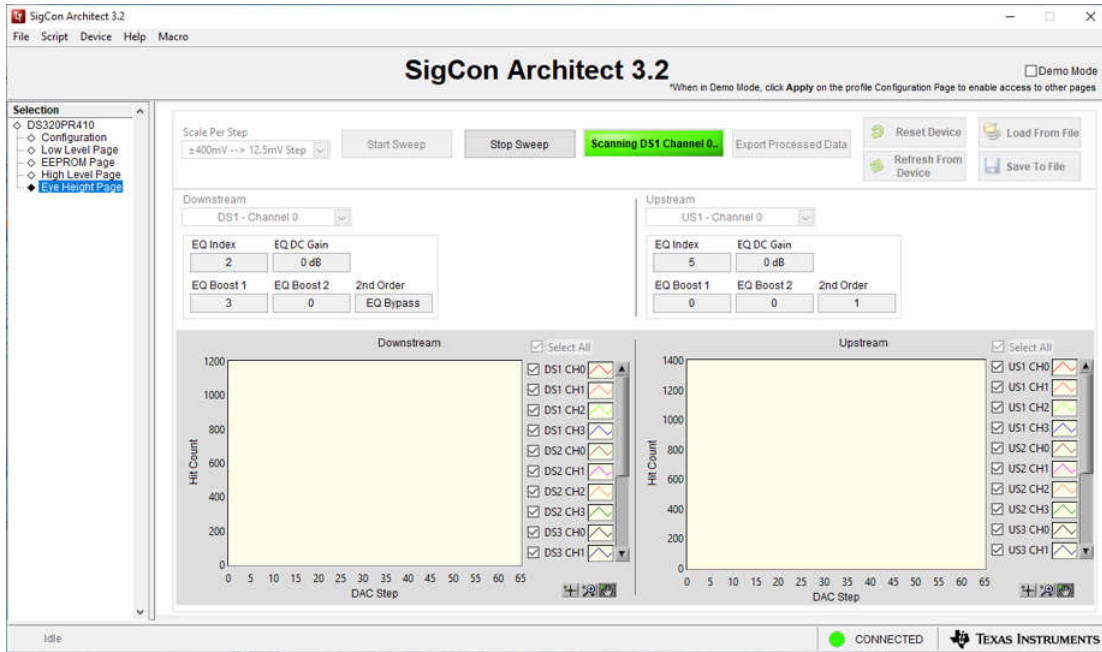 SigCon Architect 3.2
File Script Device Help Macro
SigCon Architect 3.2
Demo Mode
*When in Demo Mode, click Apply on the profile Configuration Page to enable access to other pages
Selection
DS320PR410
Configuration
Low Level Page
EEPROM Page
High Level Page
Eye Height Page
Scale Per Step
±400mV --> 12.5mV Step
Start Sweep
Stop Sweep
Scanning DS1 Channel 0..
Export Processed Data
Reset Device
Load From File
Refresh From Device
Save To File
Downstream
DS1 - Channel 0
EQ Index EQ DC Gain
2 0 dB
EQ Boost 1 EQ Boost 2 2nd Order
3 0 EQ Bypass
Upstream
US1 - Channel 0
EQ Index EQ DC Gain
5 0 dB
EQ Boost 1 EQ Boost 2 2nd Order
0 0 1
Downstream
Select All
1200
1000
800
600
400
200
0
Hit Count
0 5 10 15 20 25 30 35 40 45 50 55 60 65
DAC Step
DS1 CH0
DS1 CH1
DS1 CH2
DS1 CH3
DS2 CH0
DS2 CH1
DS2 CH2
DS2 CH3
DS3 CH0
DS3 CH1
Upstream
Select All
1400
1200
1000
800
600
400
200
0
Hit Count
0 5 10 15 20 25 30 35 40 45 50 55 60 65
DAC Step
US1 CH0
US1 CH1
US1 CH2
US1 CH3
US2 CH0
US2 CH1
US2 CH2
US2 CH3
US3 CH0
US3 CH1
Idle
CONNECTED
TEXAS INSTRUMENTS